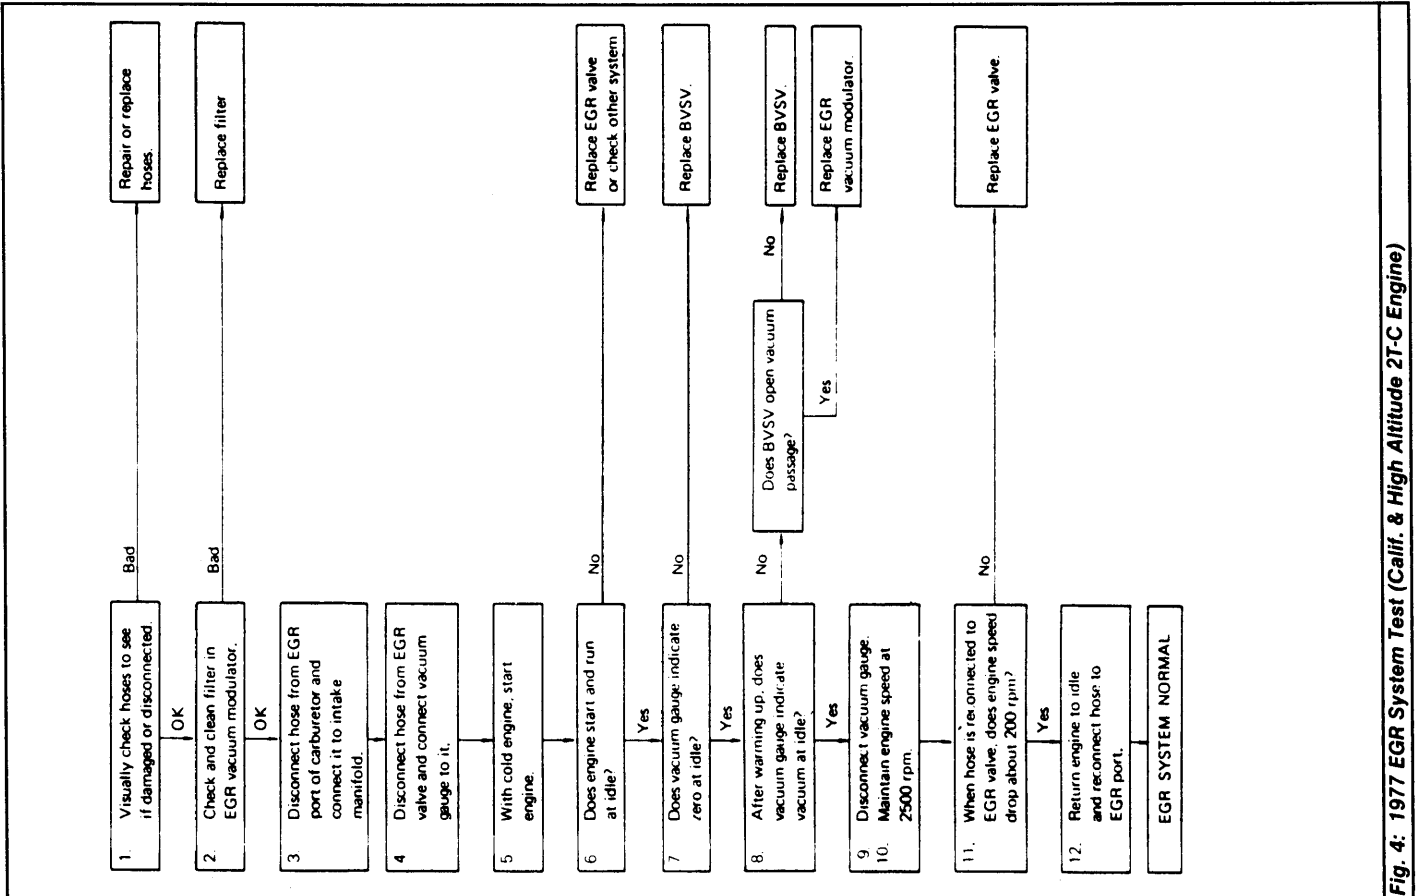 1. Visually check hoses to see
if damaged or disconnected.
Bad
Repair or replace
hoses.
OK
2. Check and clean filter in
EGR vacuum modulator.
Bad
Replace filter
OK
3 Disconnect hose from EGR
port of carburetor and
connect it to intake
manifold.
4 Disconnect hose from EGR
valve and connect vacuum
gauge to it.
5 With cold engine, start
engine.
6 Does engine start and run
at idle?
No
Replace EGR valve
or check other system
Yes
7 Does vacuum gauge indicate
zero at idle?
No
Replace BVSV.
Yes
8. After warming up, does
vacuum gauge indicate
vacuum at idle?
No
Does BVSV open vacuum
passage?
No
Replace BVSV.
Yes
Replace EGR
vacuum modulator.
Yes
9. Disconnect vacuum gauge.
10. Maintain engine speed at
2500 rpm.
11. When hose is reconnected to
EGR valve, does engine speed
drop about 200 rpm?
No
Replace EGR valve.
Yes
12. Return engine to idle
and reconnect hose to
EGR port.
EGR SYSTEM NORMAL
Fig. 4: 1977 EGR System Test (Calif. & High Altitude 2T-C Engine)